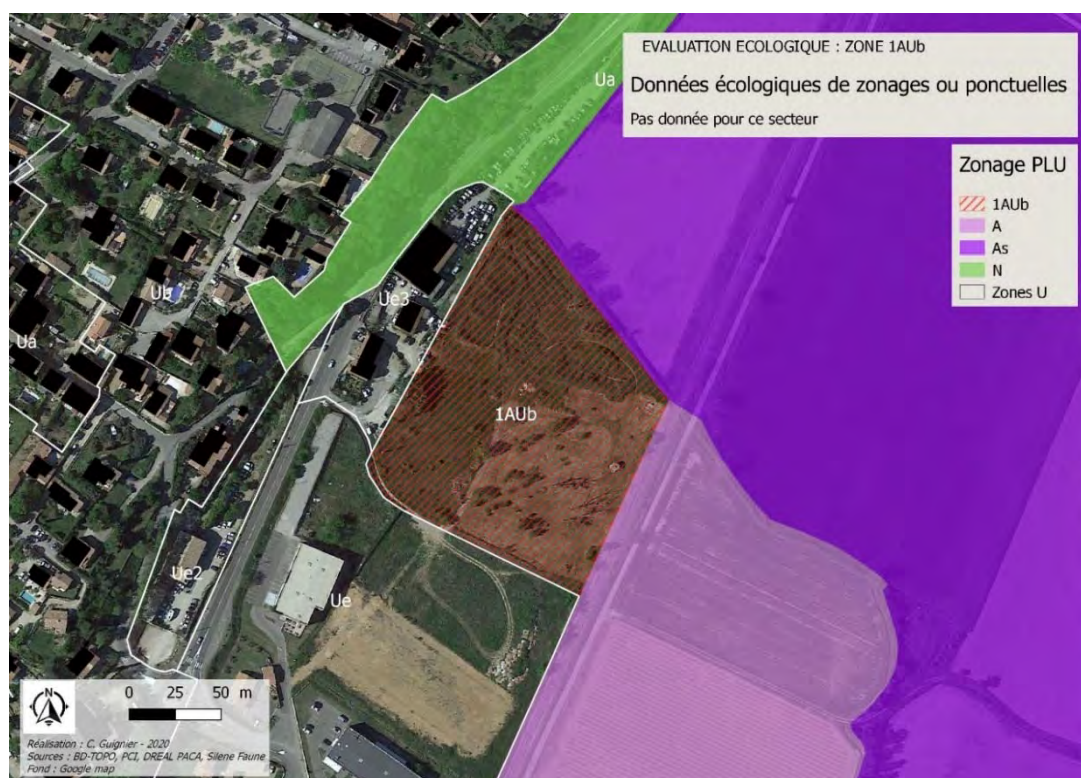 EVALUATION ECOLOGIQUE : ZONE 1AUb
Données écologiques de zonages ou ponctuelles
Pas donnée pour ce secteur
Zonage PLU
1AUb
A
As
N
Zones U
Ua
Ub
Ua
Ue3
1AUb
Ue2
Ue
N
0 25 50 m
Réalisation : C. Guignier - 2020
Sources : BD-TOPO, PCI, DREAL PACA, Silene Faune
Fond : Google map